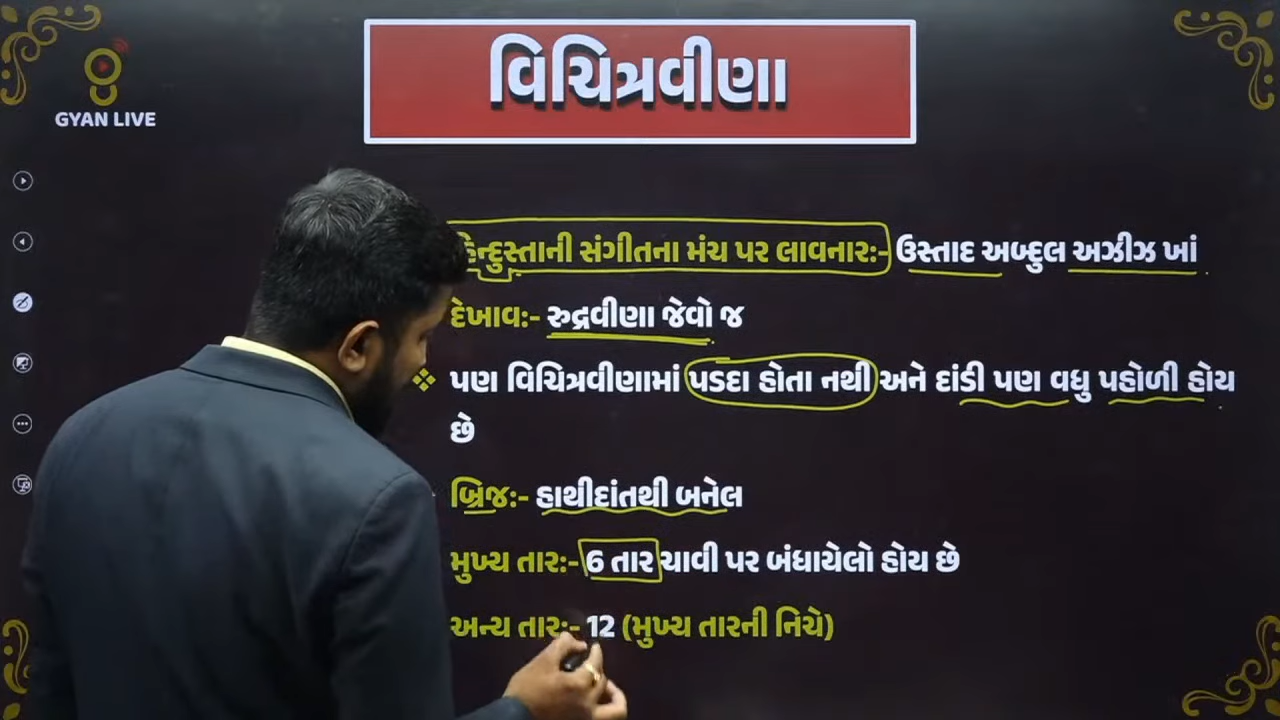 વિચિત્રવીણા
GYAN LIVE
હિન્દુસ્તાની સંગીતના મંચ પર લાવનાર:- ઉસ્તાદ અબ્દુલ અઝીઝ ખાં
દેખાવ:- રુદ્રવીણા જેવો જ
પણ વિચિત્રવીણામાં પડદા હોતા નથી અને દાંડી પણ વધુ પહોળી હોય
છે
બ્રિજ:- હાથીદાંતથી બનેલ
મુખ્ય તાર:- 6 તાર ચાવી પર બંધાયેલો હોય છે
અન્ય તાર:- 12 (મુખ્ય તારની નિચે)